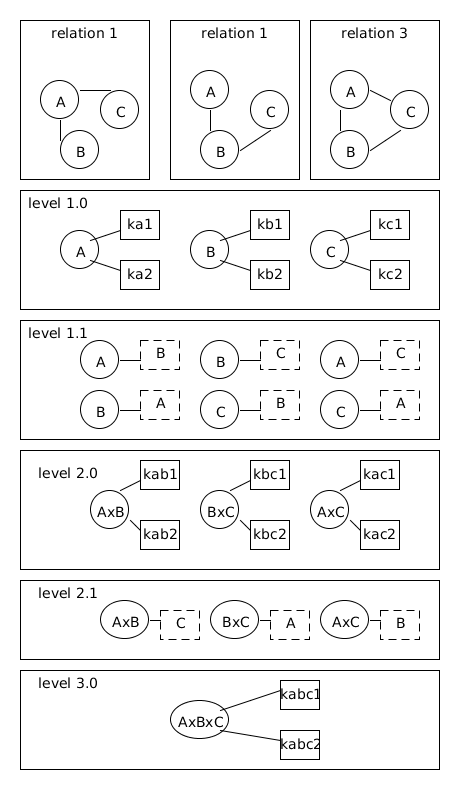 relation 1
A
C
B
relation 1
A
C
B
relation 3
A
C
B
level 1.0
A
ka1
ka2
B
kb1
kb2
C
kc1
kc2
level 1.1
A
B
B
C
A
C
B
A
C
B
C
A
level 2.0
AxB
kab1
kab2
BxC
kbc1
kbc2
AxC
kac1
kac2
level 2.1
AxB
C
BxC
A
AxC
B
level 3.0
AxBxC
kabc1
kabc2